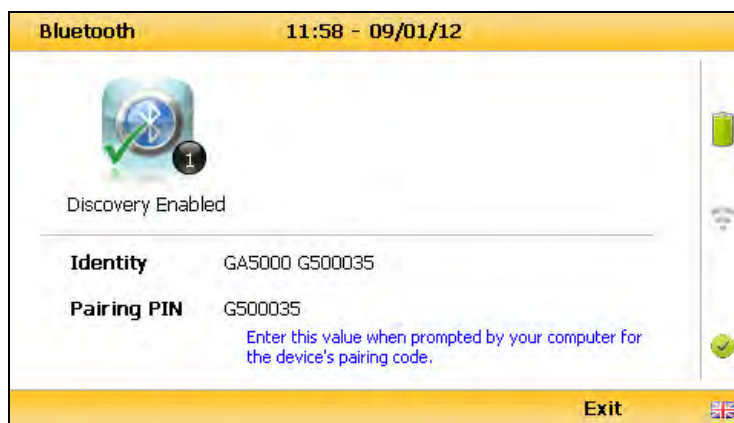 Bluetooth 11:58 - 09/01/12
1
Discovery Enabled
Identity GA5000 G500035
Pairing PIN G500035
Enter this value when prompted by your computer for
the device's pairing code.
Exit